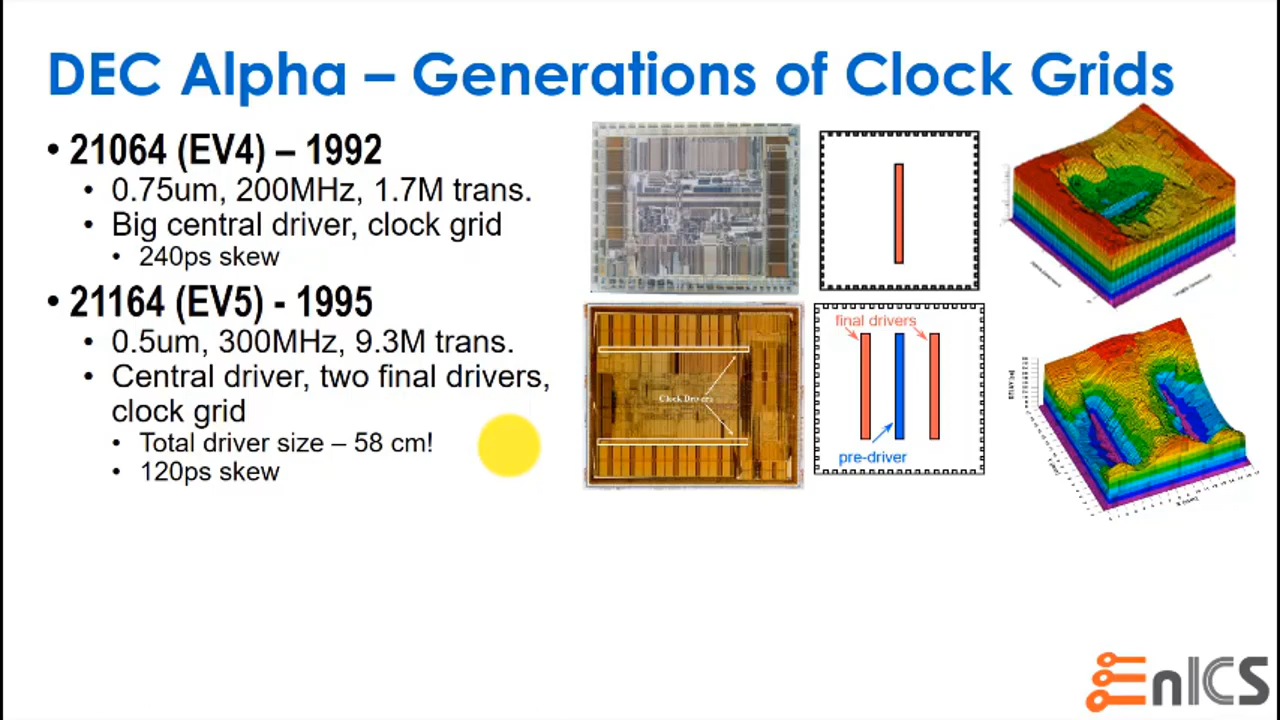 DEC Alpha – Generations of Clock Grids
• 21064 (EV4) – 1992
• 0.75um, 200MHz, 1.7M trans.
• Big central driver, clock grid
• 240ps skew
• 21164 (EV5) - 1995
• 0.5um, 300MHz, 9.3M trans.
• Central driver, two final drivers,
clock grid
• Total driver size – 58 cm!
• 120ps skew
Clock Drivers
final drivers
pre-driver
EnICS